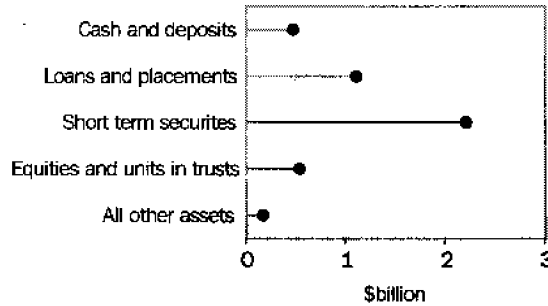 Cash and deposits
Loans and placements
Short term securites
Equities and units in trusts
All other assets
0 1 2 3
$billion